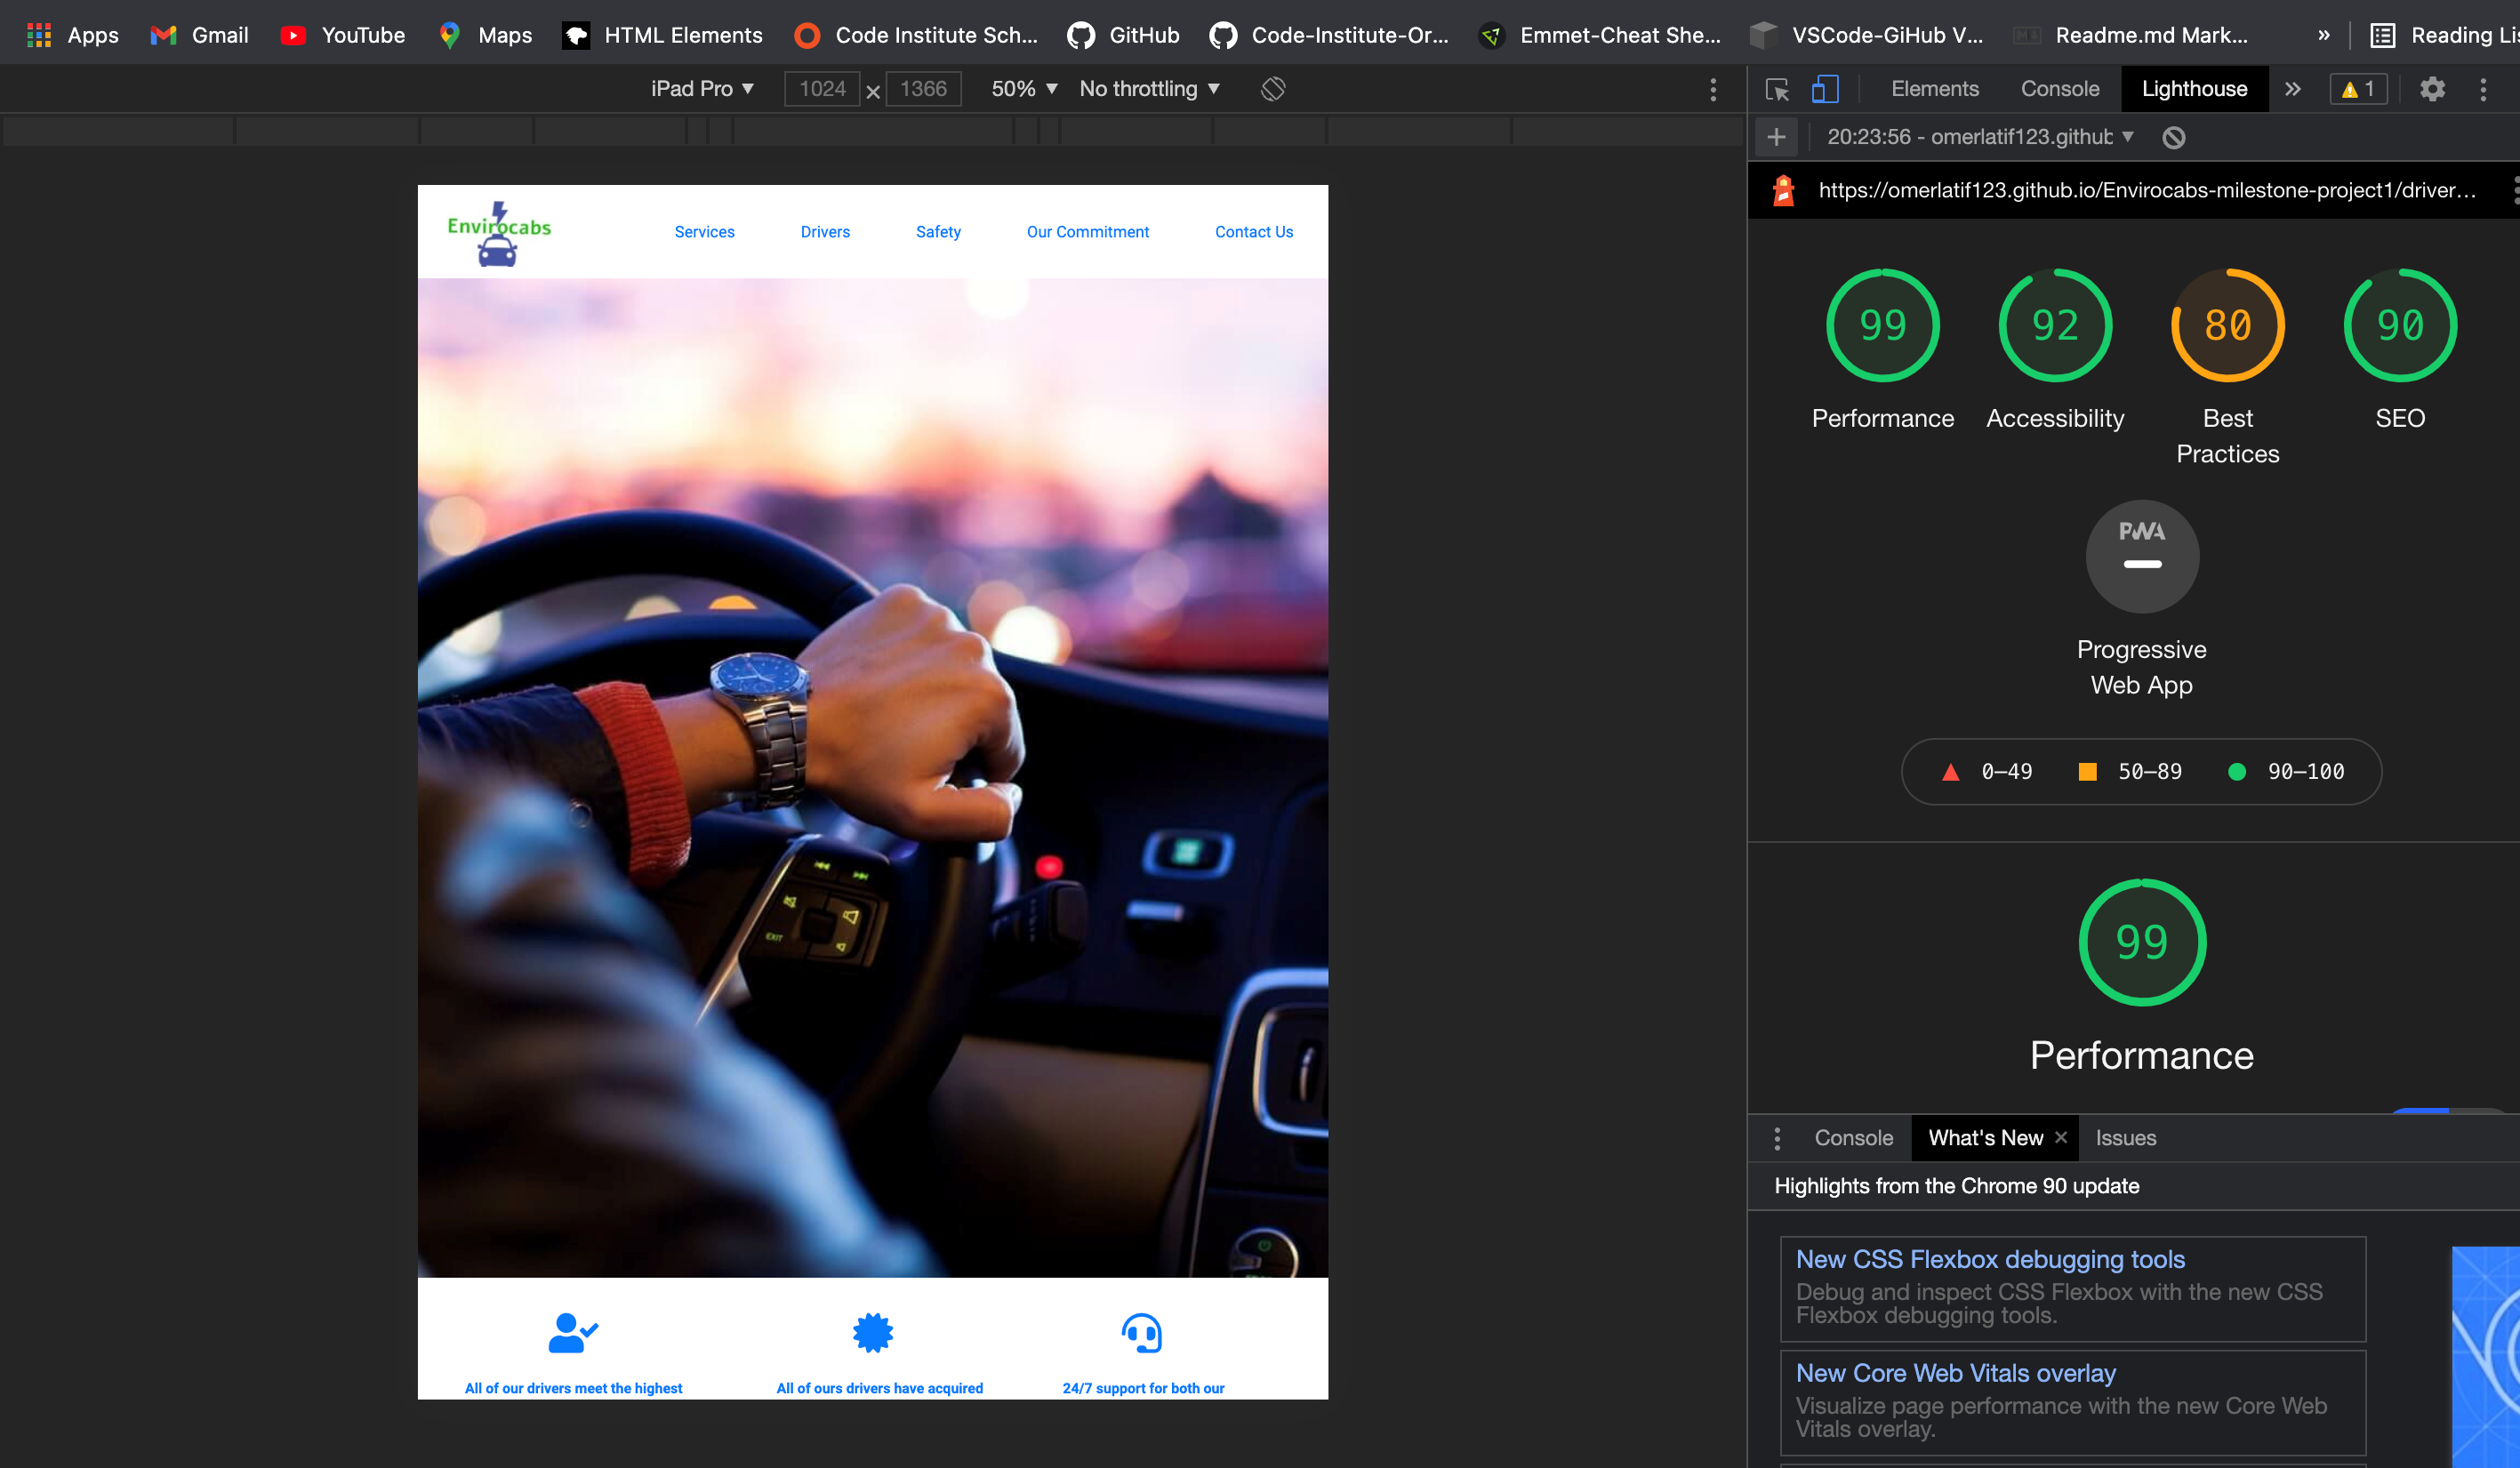 Apps Gmail YouTube Maps HTML Elements Code Institute Sch... GitHub Code-Institute-Or... Emmet-Cheat She... VSCode-GiHub V... Readme.md Mark... » Reading Lis
iPad Pro ▼ 1024 × 1366 50% ▼ No throttling ▼
Elements Console Lighthouse » 1
+ 20:23:56 - omerlatif123.github ▼
https://omerlatif123.github.io/Envirocabs-milestone-project1/driver...
Envirocabs
Services Drivers Safety Our Commitment Contact Us
EXIT
All of our drivers meet the highest
All of ours drivers have acquired
24/7 support for both our
99 92 80 90
Performance Accessibility Best Practices SEO
PWA
Progressive
Web App
0–49 50–89 90–100
99
Performance
Console What's New × Issues
Highlights from the Chrome 90 update
New CSS Flexbox debugging tools
Debug and inspect CSS Flexbox with the new CSS
Flexbox debugging tools.
New Core Web Vitals overlay
Visualize page performance with the new Core Web
Vitals overlay.